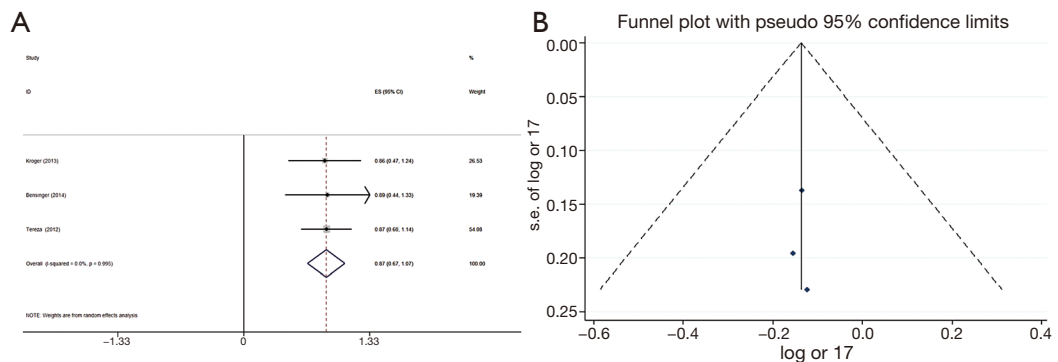 A
Study %
ID ES (95% CI) Weight
Kroger (2013) 0.86 (0.47, 1.24) 26.53
Bensinger (2014) 0.89 (0.44, 1.33) 19.39
Tereza (2012) 0.87 (0.60, 1.14) 54.08
Overall (I-squared = 0.0%, p = 0.995) 0.87 (0.67, 1.07) 100.00
NOTE: Weights are from random effects analysis
−1.33 0 1.33
B
Funnel plot with pseudo 95% confidence limits
0.00
0.05
0.10
0.15
0.20
0.25
s.e. of log or 17
−0.6 −0.4 −0.2 0.0 0.2 0.4
log or 17